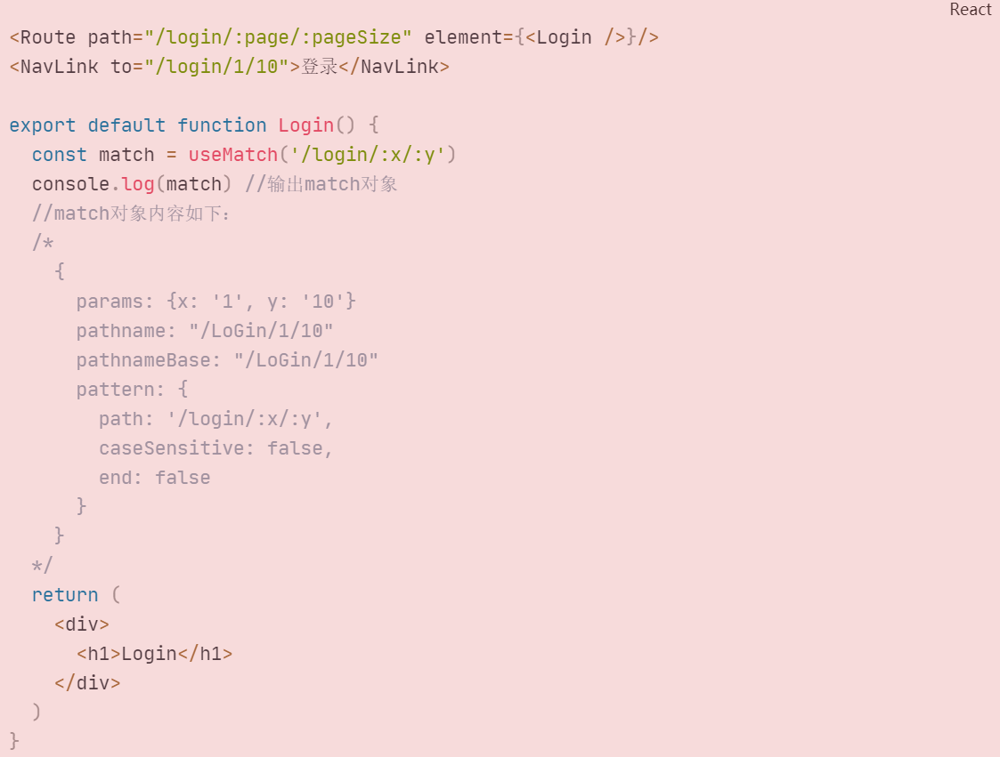 React
<Route path="/login/:page/:pageSize" element={<Login />}/>
<NavLink to="/login/1/10">登录</NavLink>
export default function Login() {
  const match = useMatch('/login/:x/:y')
  console.log(match) //输出match对象
  //match对象内容如下:
  /*
    {
      params: {x: '1', y: '10'}
      pathname: "/LoGin/1/10"
      pathnameBase: "/LoGin/1/10"
      pattern: {
        path: '/login/:x/:y',
        caseSensitive: false,
        end: false
      }
    }
  */
  return (
    <div>
      <h1>Login</h1>
    </div>
  )
}